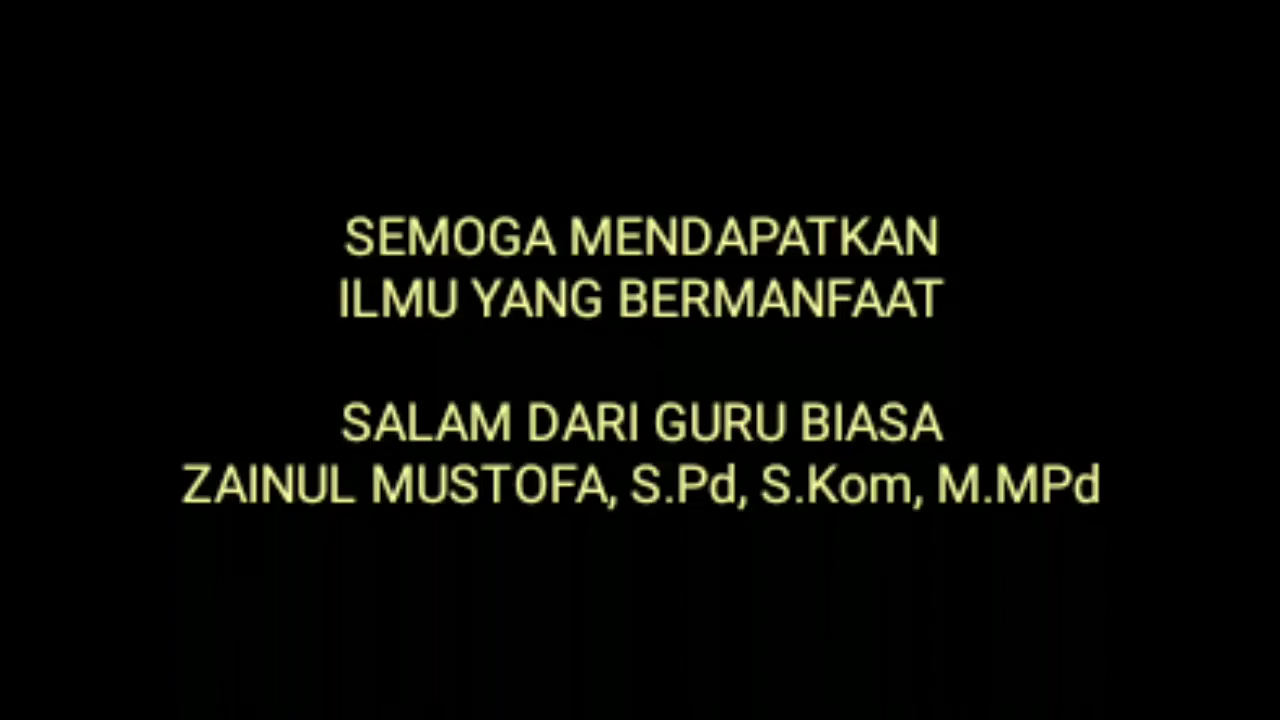 SEMOGA MENDAPATKAN
ILMU YANG BERMANFAAT
SALAM DARI GURU BIASA
ZAINUL MUSTOFA, S.Pd, S.Kom, M.MPd